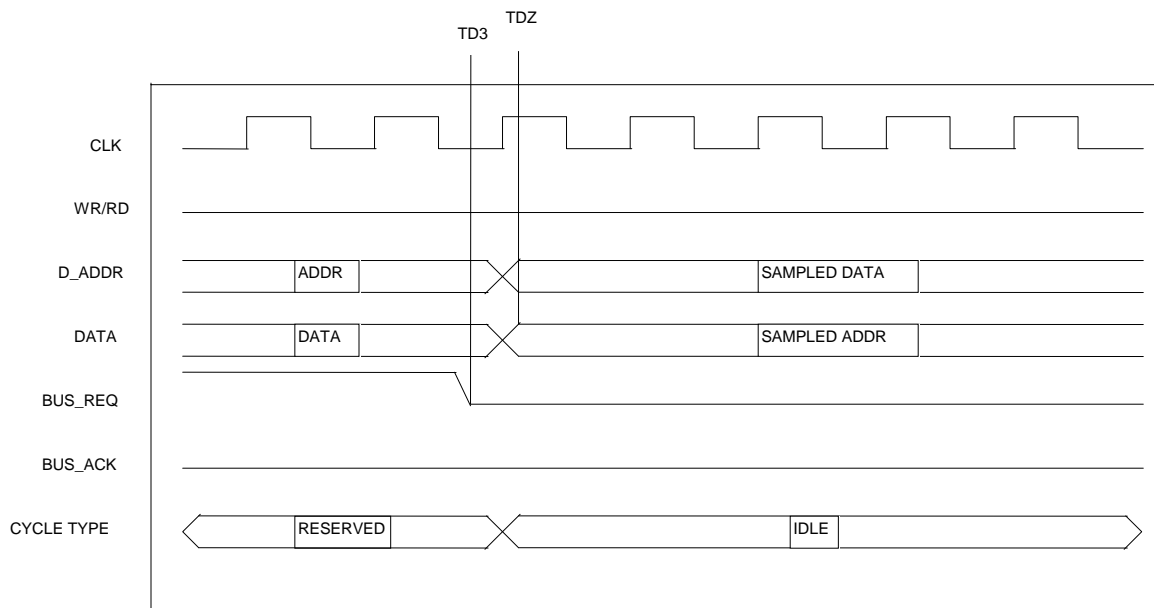 TDZ
TD3
CLK
WR/RD
D_ADDR
ADDR
SAMPLED DATA
DATA
DATA
SAMPLED ADDR
BUS_REQ
BUS_ACK
CYCLE TYPE
RESERVED
IDLE